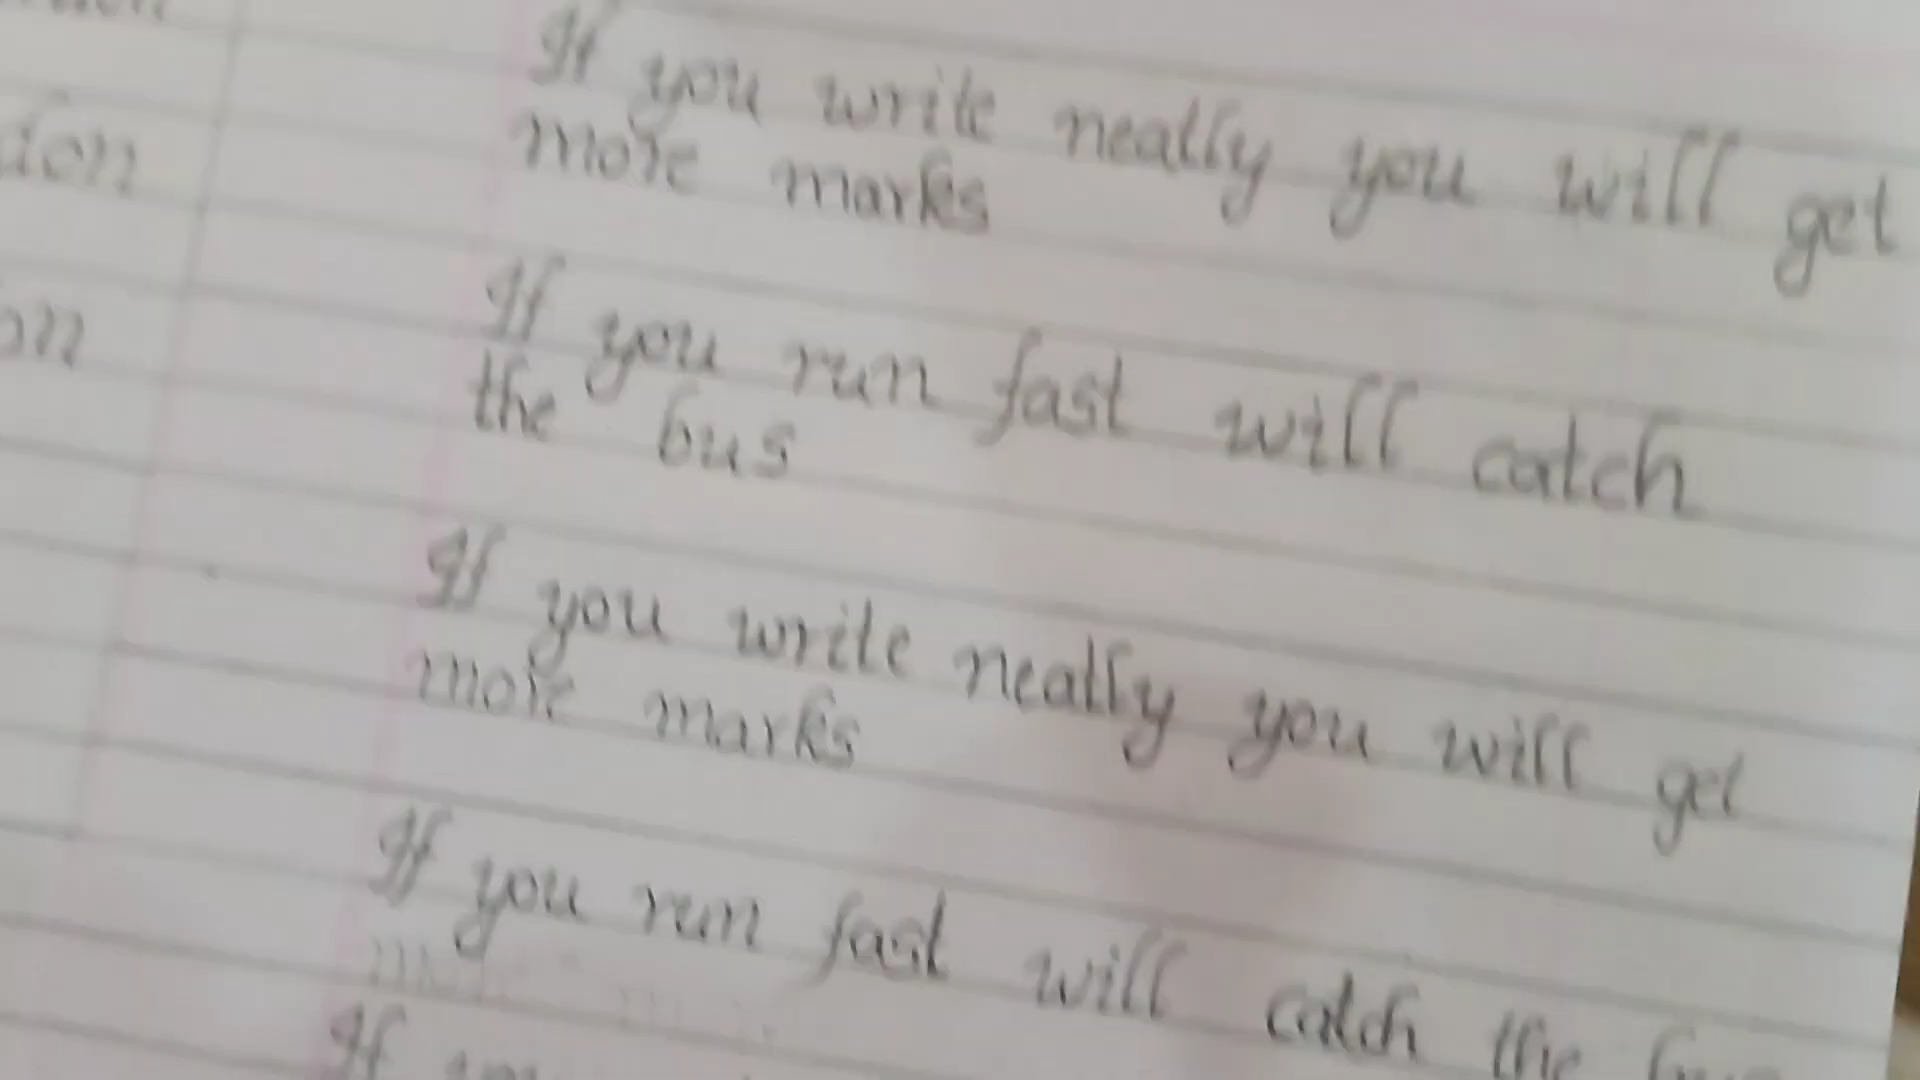 If you write neatly you will get
more marks
If you run fast will catch
the bus
If you write neatly you will get
more marks
If you run fast will catch the
If